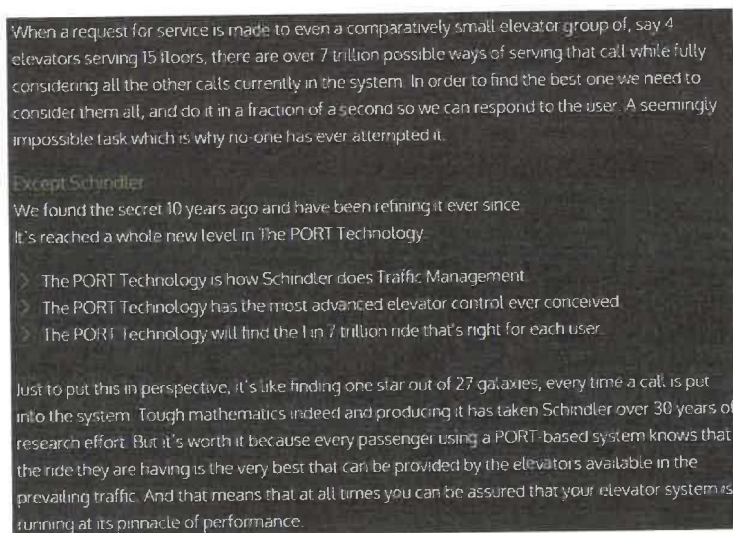 When a request for service is made to even a comparatively small elevator group of, say 4
elevators serving 15 floors, there are over 7 trillion possible ways of serving that call while fully
considering all the other calls currently in the system. In order to find the best one we need to
consider them all, and do it in a fraction of a second so we can respond to the user. A seemingly
impossible task which is why no-one has ever attempted it.
Except Schindler
We found the secret 10 years ago and have been refining it ever since
It's reached a whole new level in The PORT Technology
The PORT Technology is how Schindler does Traffic Management
The PORT Technology has the most advanced elevator control ever conceived
The PORT Technology will find the 1 in 7 trillion ride that's right for each user.
Just to put this in perspective, it's like finding one star out of 27 galaxies, every time a call is put
into the system. Tough mathematics indeed and producing it has taken Schindler over 30 years of
research effort. But it's worth it because every passenger using a PORT-based system knows that
the ride they are having is the very best that can be provided by the elevators available in the
prevailing traffic. And that means that at all times you can be assured that your elevator system is
running at its pinnacle of performance.